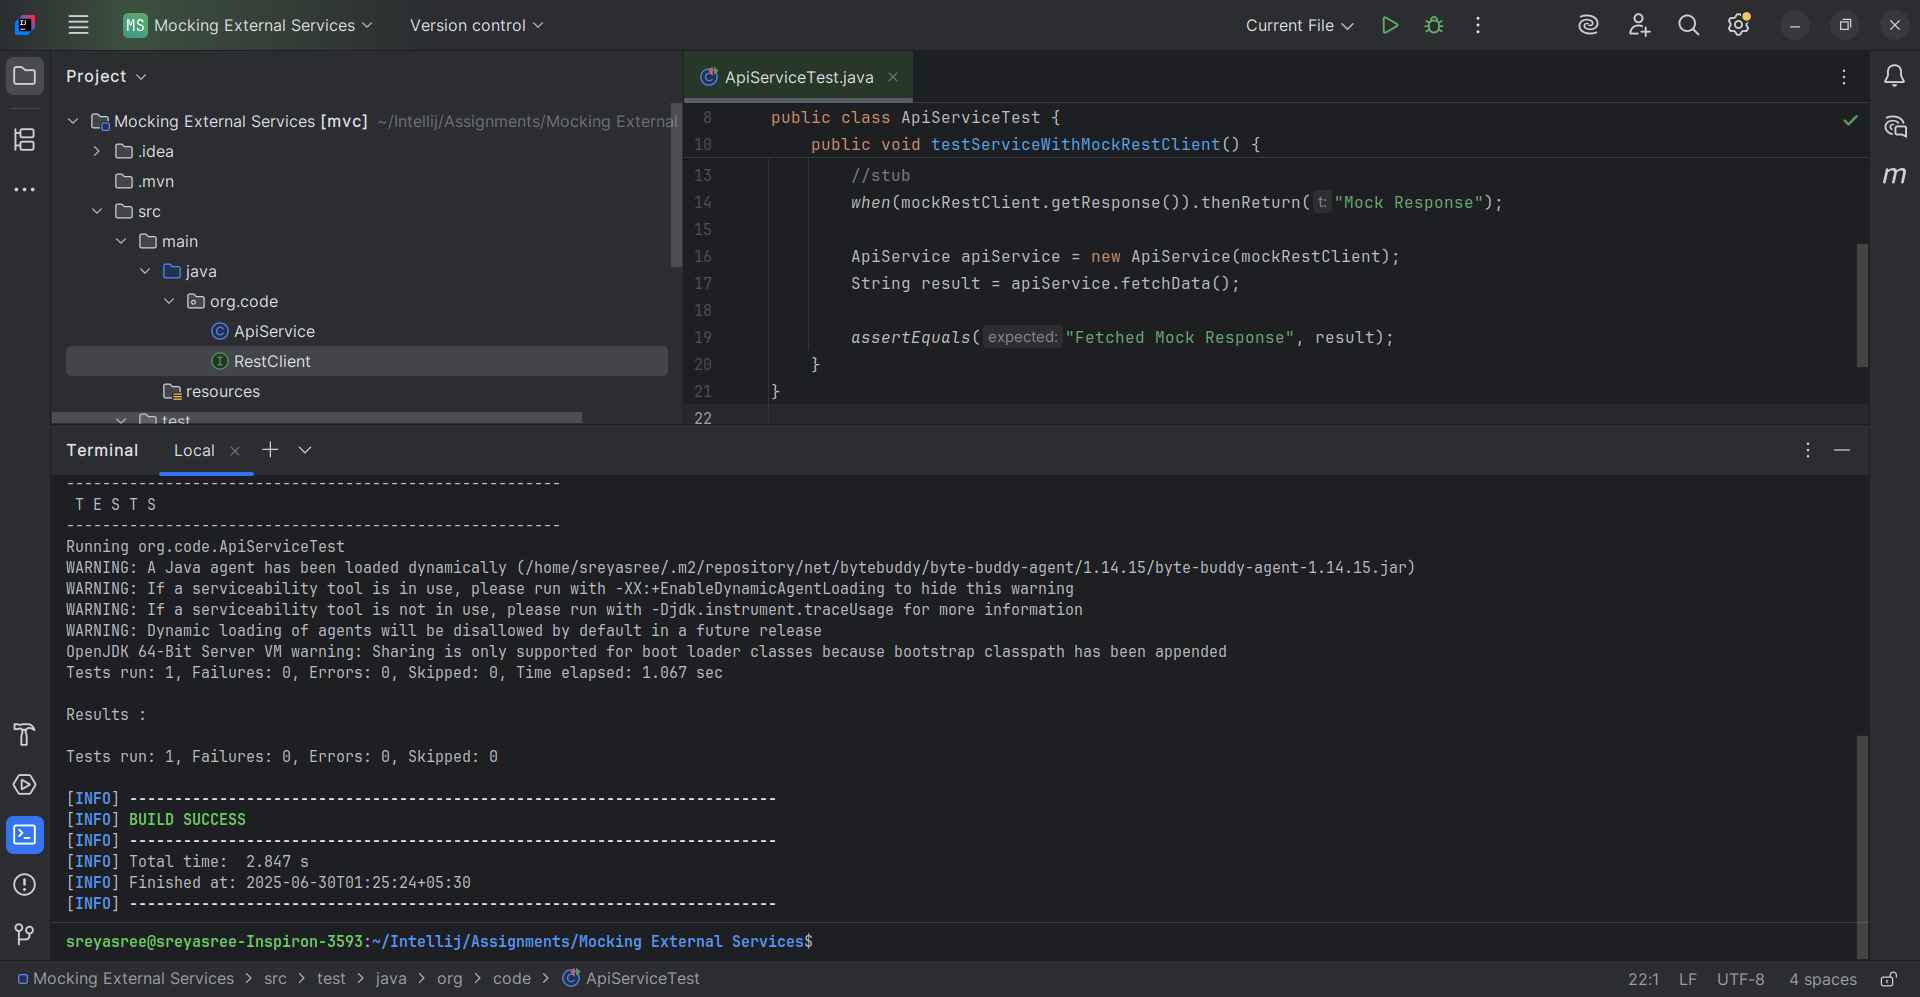 MS Mocking External Services Version control Current File
Project
Mocking External Services [mvc] ~/Intellij/Assignments/Mocking External
.idea
.mvn
src
main
java
org.code
ApiService
RestClient
resources
test
ApiServiceTest.java
8 public class ApiServiceTest {
10 public void testServiceWithMockRestClient() {
13 //stub
14 when(mockRestClient.getResponse()).thenReturn( t: "Mock Response");
15
16 ApiService apiService = new ApiService(mockRestClient);
17 String result = apiService.fetchData();
18
19 assertEquals( expected: "Fetched Mock Response", result);
20 }
21 }
22
Terminal Local
-------------------------------------------------------
T E S T S
-------------------------------------------------------
Running org.code.ApiServiceTest
WARNING: A Java agent has been loaded dynamically (/home/sreyasree/.m2/repository/net/bytebuddy/byte-buddy-agent/1.14.15/byte-buddy-agent-1.14.15.jar)
WARNING: If a serviceability tool is in use, please run with -XX:+EnableDynamicAgentLoading to hide this warning
WARNING: If a serviceability tool is not in use, please run with -Djdk.instrument.traceUsage for more information
WARNING: Dynamic loading of agents will be disallowed by default in a future release
OpenJDK 64-Bit Server VM warning: Sharing is only supported for boot loader classes because bootstrap classpath has been appended
Tests run: 1, Failures: 0, Errors: 0, Skipped: 0, Time elapsed: 1.067 sec
Results :
Tests run: 1, Failures: 0, Errors: 0, Skipped: 0
[INFO] ------------------------------------------------------------------------
[INFO] BUILD SUCCESS
[INFO] ------------------------------------------------------------------------
[INFO] Total time:  2.847 s
[INFO] Finished at: 2025-06-30T01:25:24+05:30
[INFO] ------------------------------------------------------------------------
sreyasree@sreyasree-Inspiron-3593:~/Intellij/Assignments/Mocking External Services$
Mocking External Services > src > test > java > org > code > ApiServiceTest 22:1 LF UTF-8 4 spaces